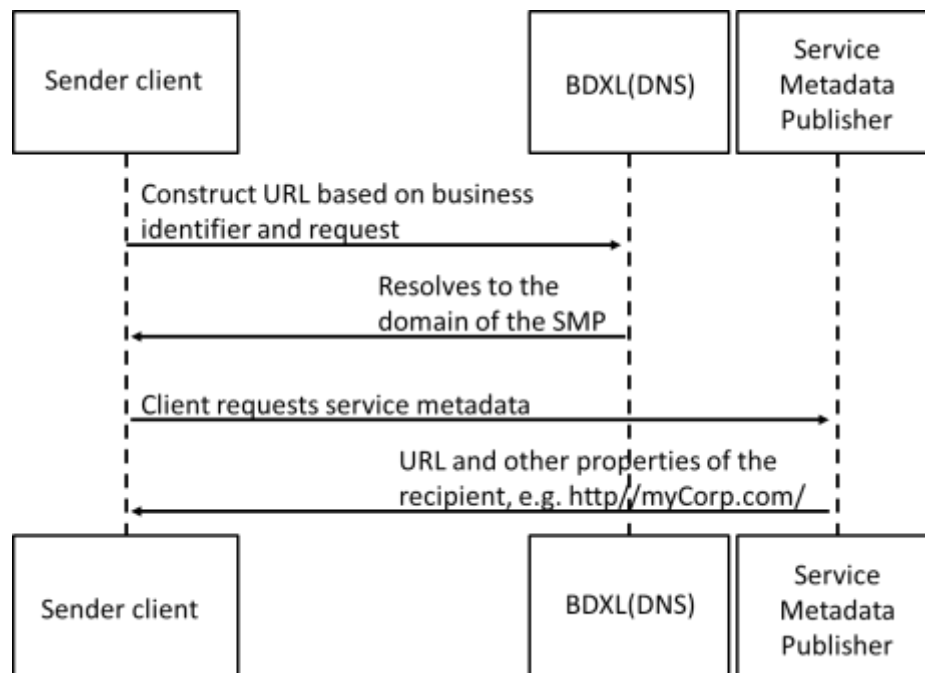 Sender client
BDXL(DNS)
Service
Metadata
Publisher
Construct URL based on business
identifier and request
Resolves to the
domain of the SMP
Client requests service metadata
URL and other properties of the
recipient, e.g. http//myCorp.com/
Sender client
BDXL(DNS)
Service
Metadata
Publisher